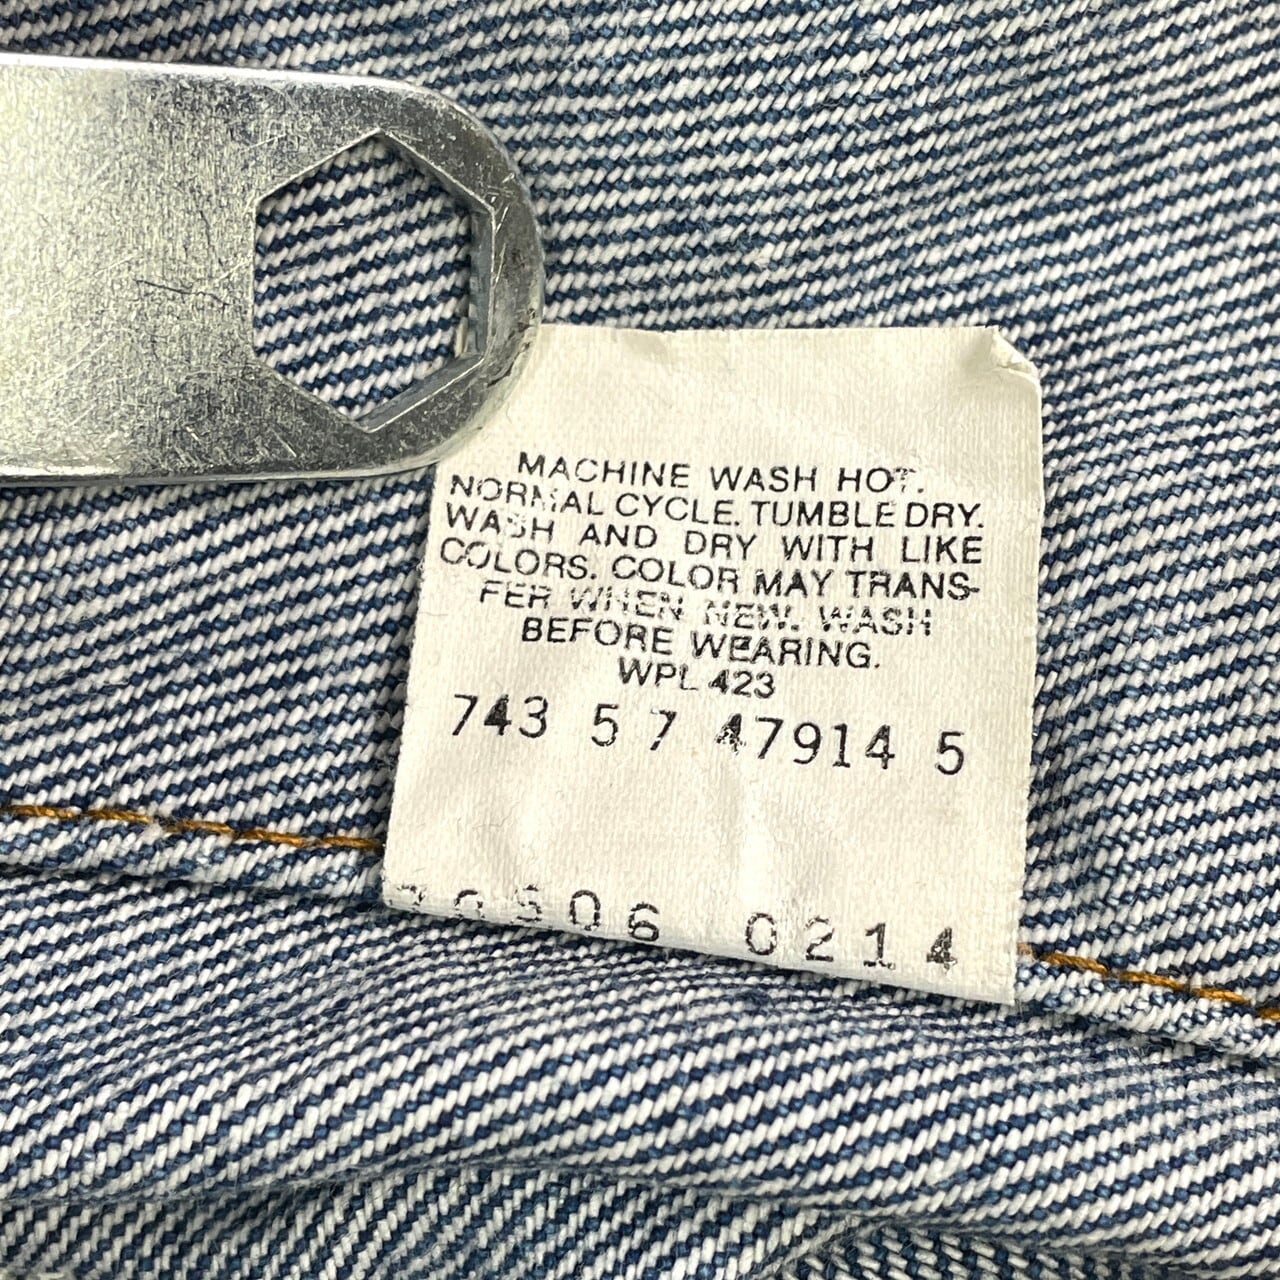 MACHINE WASH HOT.
NORMAL CYCLE. TUMBLE DRY.
WASH AND DRY WITH LIKE
COLORS. COLOR MAY TRANS-
FER WHEN NEW. WASH
BEFORE WEARING.
WPL 423
743 5 7 47914 5
0214